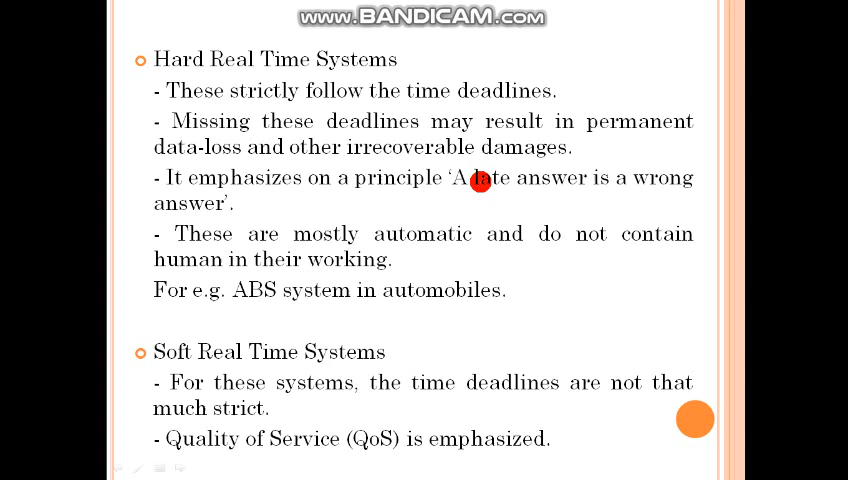 www.BANDICAM.com
Hard Real Time Systems
- These strictly follow the time deadlines.
- Missing these deadlines may result in permanent
data-loss and other irrecoverable damages.
- It emphasizes on a principle ‘A late answer is a wrong
answer’.
- These are mostly automatic and do not contain
human in their working.
For e.g. ABS system in automobiles.
Soft Real Time Systems
- For these systems, the time deadlines are not that
much strict.
- Quality of Service (QoS) is emphasized.